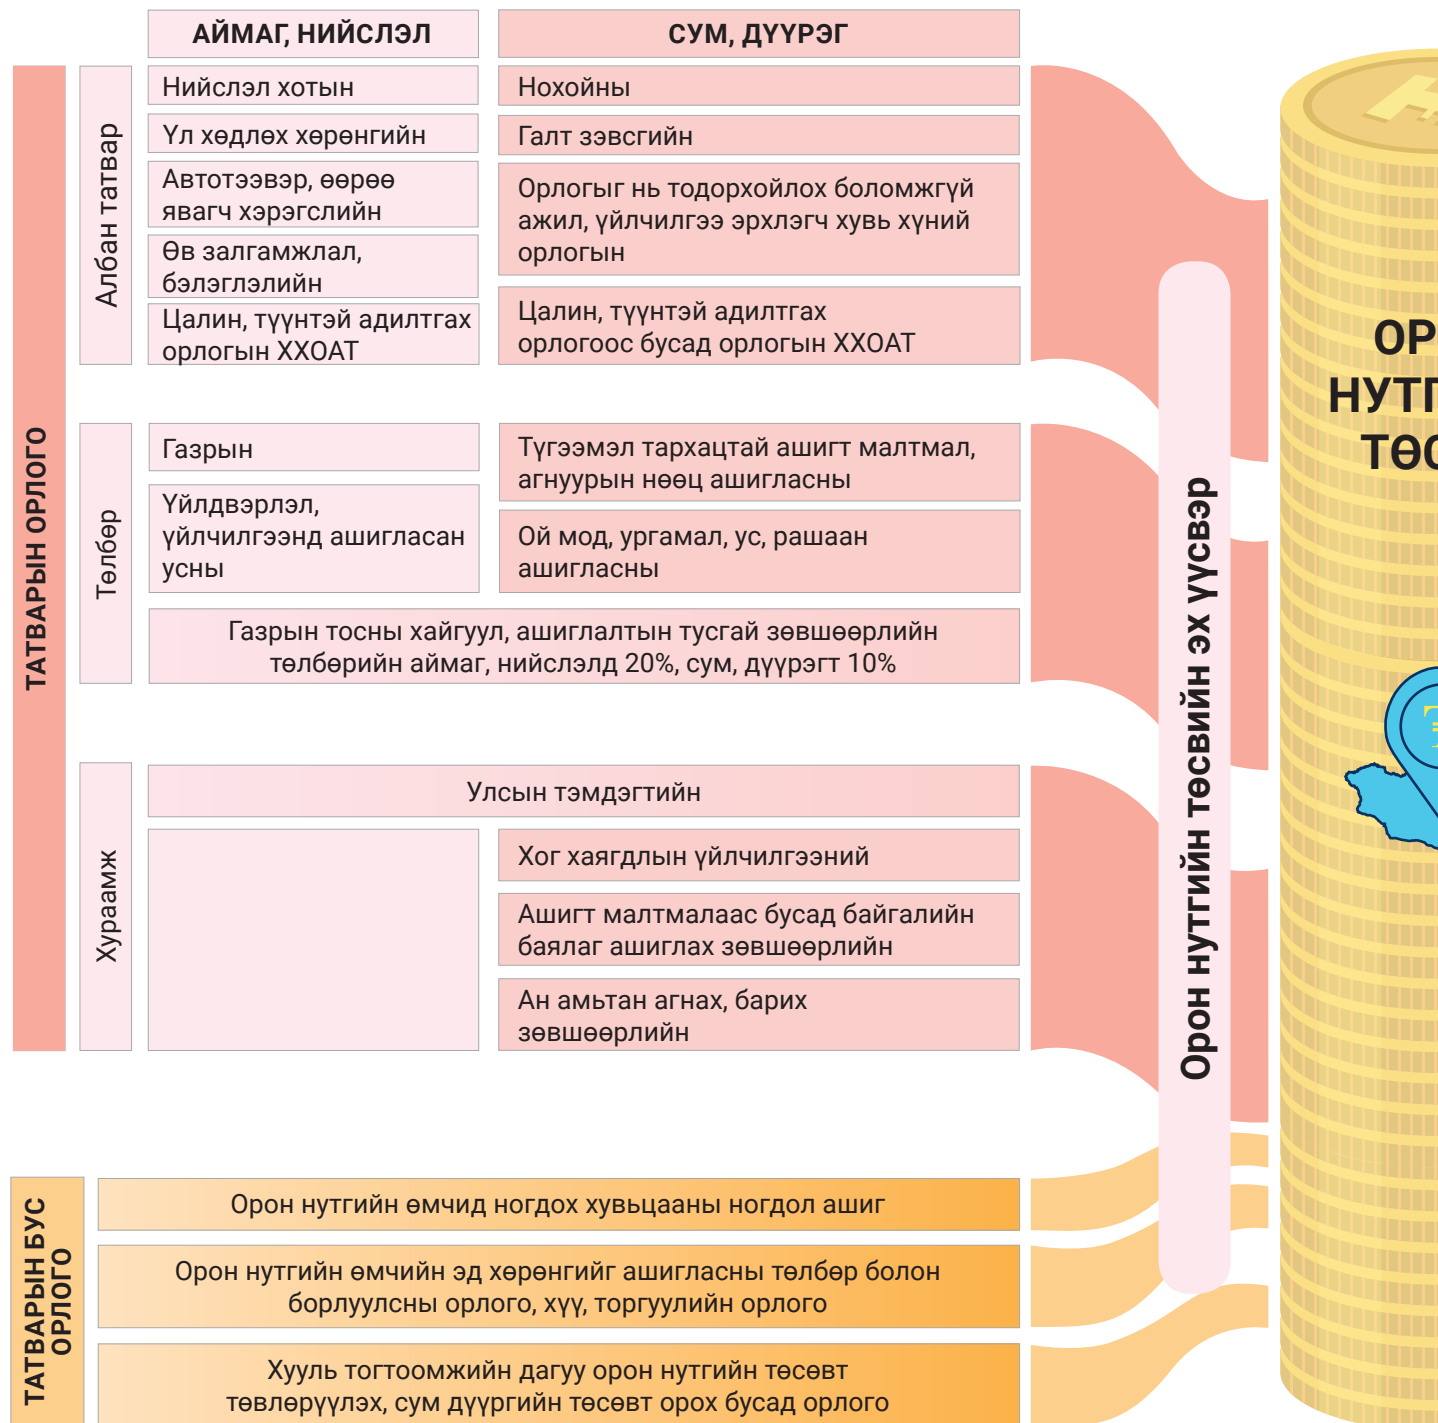 АЙМАГ, НИЙСЛЭЛ
СУМ, ДҮҮРЭГ
ТАТВАРЫН ОРЛОГО
Албан татвар
Нийслэл хотын
Үл хөдлөх хөрөнгийн
Автотээвэр, өөрөө
явагч хэрэгслийн
Өв залгамжлал,
бэлэглэлийн
Цалин, түүнтэй адилтгах
орлогын ХХОАТ
Нохойны
Галт зэвсгийн
Орлогыг нь тодорхойлох боломжгүй
ажил, үйлчилгээ эрхлэгч хувь хүний
орлогын
Цалин, түүнтэй адилтгах
орлогоос бусад орлогын ХХОАТ
Төлбөр
Газрын
Үйлдвэрлэл,
үйлчилгээнд ашигласан
усны
Түгээмэл тархацтай ашигт малтмал,
агнуурын нөөц ашигласны
Ой мод, ургамал, ус, рашаан
ашигласны
Газрын тосны хайгуул, ашиглалтын тусгай зөвшөөрлийн
төлбөрийн аймаг, нийслэлд 20%, сум, дүүрэгт 10%
Хураамж
Улсын тэмдэгтийн
Хог хаягдлын үйлчилгээний
Ашигт малтмалаас бусад байгалийн
баялаг ашиглах зөвшөөрлийн
Ан амьтан агнах, барих
зөвшөөрлийн
ТАТВАРЫН БУС
ОРЛОГО
Орон нутгийн өмчид ногдох хувьцааны ногдол ашиг
Орон нутгийн өмчийн эд хөрөнгийг ашигласны төлбөр болон
борлуулсны орлого, хүү, торгуулийн орлого
Хууль тогтоомжийн дагуу орон нутгийн төсөвт
төвлөрүүлэх, сум дүүргийн төсөвт орох бусад орлого
Орон нутгийн төсвийн эх үүсвэр
ОР
НУТГ
ТӨС
₮